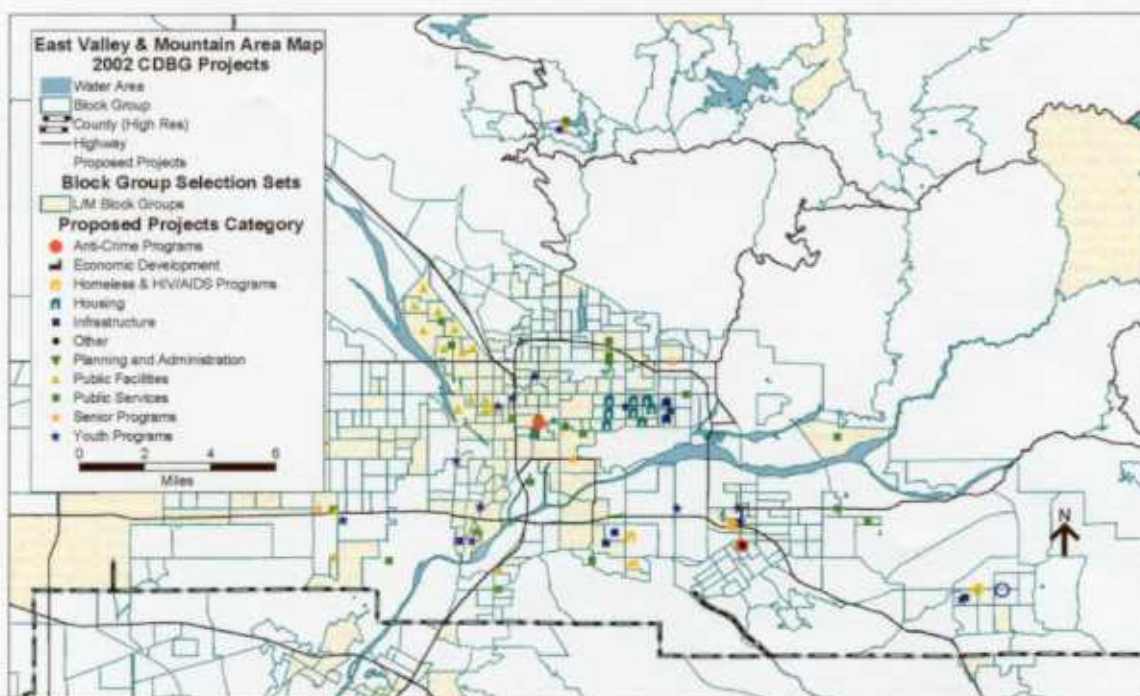 East Valley & Mountain Area Map
2002 CDBG Projects
Water Area
Block Group
County (High Res)
Highway
Proposed Projects
Block Group Selection Sets
L/M Block Groups
Proposed Projects Category
Anti-Crime Programs
Economic Development
Homeless & HIV/AIDS Programs
Housing
Infrastructure
Other
Planning and Administration
Public Facilities
Public Services
Senior Programs
Youth Programs
0 2 4 6
Miles
N